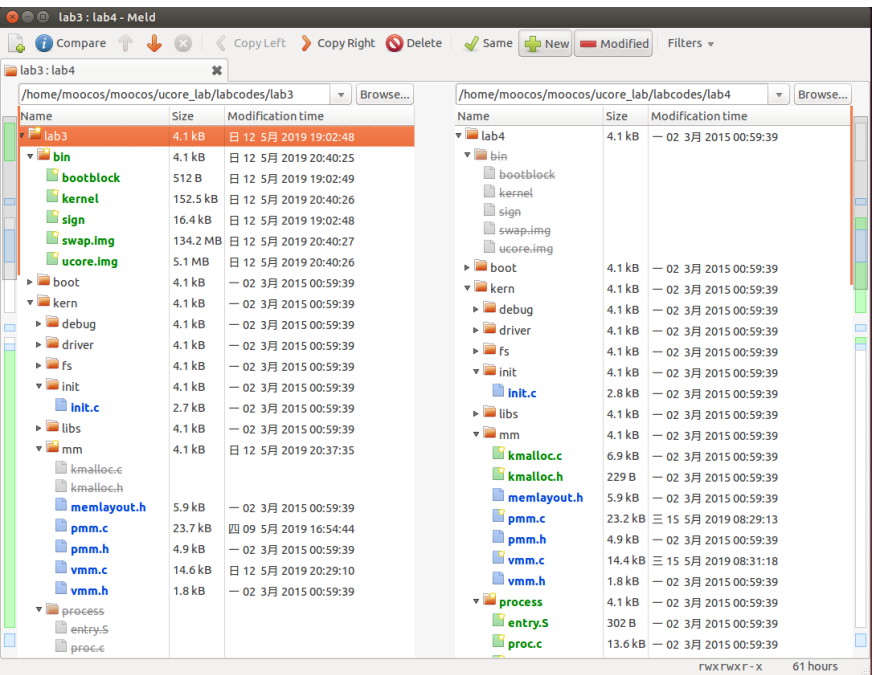 lab3 : lab4 - Meld
Compare Copy Left Copy Right Delete Same New Modified Filters
lab3 : lab4
/home/moocos/moocos/ucore_lab/labcodes/lab3 Browse...
Name Size Modification time
lab3 4.1 kB 日 12 5月 2019 19:02:48
bin 4.1 kB 日 12 5月 2019 20:40:25
bootblock 512 B 日 12 5月 2019 19:02:49
kernel 152.5 kB 日 12 5月 2019 20:40:26
sign 16.4 kB 日 12 5月 2019 19:02:48
swap.img 134.2 MB 日 12 5月 2019 20:40:27
ucore.img 5.1 MB 日 12 5月 2019 20:40:26
boot 4.1 kB 一 02 3月 2015 00:59:39
kern 4.1 kB 一 02 3月 2015 00:59:39
debug 4.1 kB 一 02 3月 2015 00:59:39
driver 4.1 kB 一 02 3月 2015 00:59:39
fs 4.1 kB 一 02 3月 2015 00:59:39
init 4.1 kB 一 02 3月 2015 00:59:39
init.c 2.7 kB 一 02 3月 2015 00:59:39
libs 4.1 kB 一 02 3月 2015 00:59:39
mm 4.1 kB 日 12 5月 2019 20:37:35
kmalloc.c
kmalloc.h
memlayout.h 5.9 kB 一 02 3月 2015 00:59:39
pmm.c 23.7 kB 四 09 5月 2019 16:54:44
pmm.h 4.9 kB 一 02 3月 2015 00:59:39
vmm.c 14.6 kB 日 12 5月 2019 20:29:10
vmm.h 1.8 kB 一 02 3月 2015 00:59:39
process
entry.S
proc.c
/home/moocos/moocos/ucore_lab/labcodes/lab4 Browse...
Name Size Modification time
lab4 4.1 kB 一 02 3月 2015 00:59:39
bin
bootblock
kernel
sign
swap.img
ucore.img
boot 4.1 kB 一 02 3月 2015 00:59:39
kern 4.1 kB 一 02 3月 2015 00:59:39
debug 4.1 kB 一 02 3月 2015 00:59:39
driver 4.1 kB 一 02 3月 2015 00:59:39
fs 4.1 kB 一 02 3月 2015 00:59:39
init 4.1 kB 一 02 3月 2015 00:59:39
init.c 2.8 kB 一 02 3月 2015 00:59:39
libs 4.1 kB 一 02 3月 2015 00:59:39
mm 4.1 kB 一 02 3月 2015 00:59:39
kmalloc.c 6.9 kB 一 02 3月 2015 00:59:39
kmalloc.h 229 B 一 02 3月 2015 00:59:39
memlayout.h 5.9 kB 一 02 3月 2015 00:59:39
pmm.c 23.2 kB 三 15 5月 2019 08:29:13
pmm.h 4.9 kB 一 02 3月 2015 00:59:39
vmm.c 14.4 kB 三 15 5月 2019 08:31:18
vmm.h 1.8 kB 一 02 3月 2015 00:59:39
process 4.1 kB 一 02 3月 2015 00:59:39
entry.S 302 B 一 02 3月 2015 00:59:39
proc.c 13.6 kB 一 02 3月 2015 00:59:39
rwxrwxr-x 61 hours